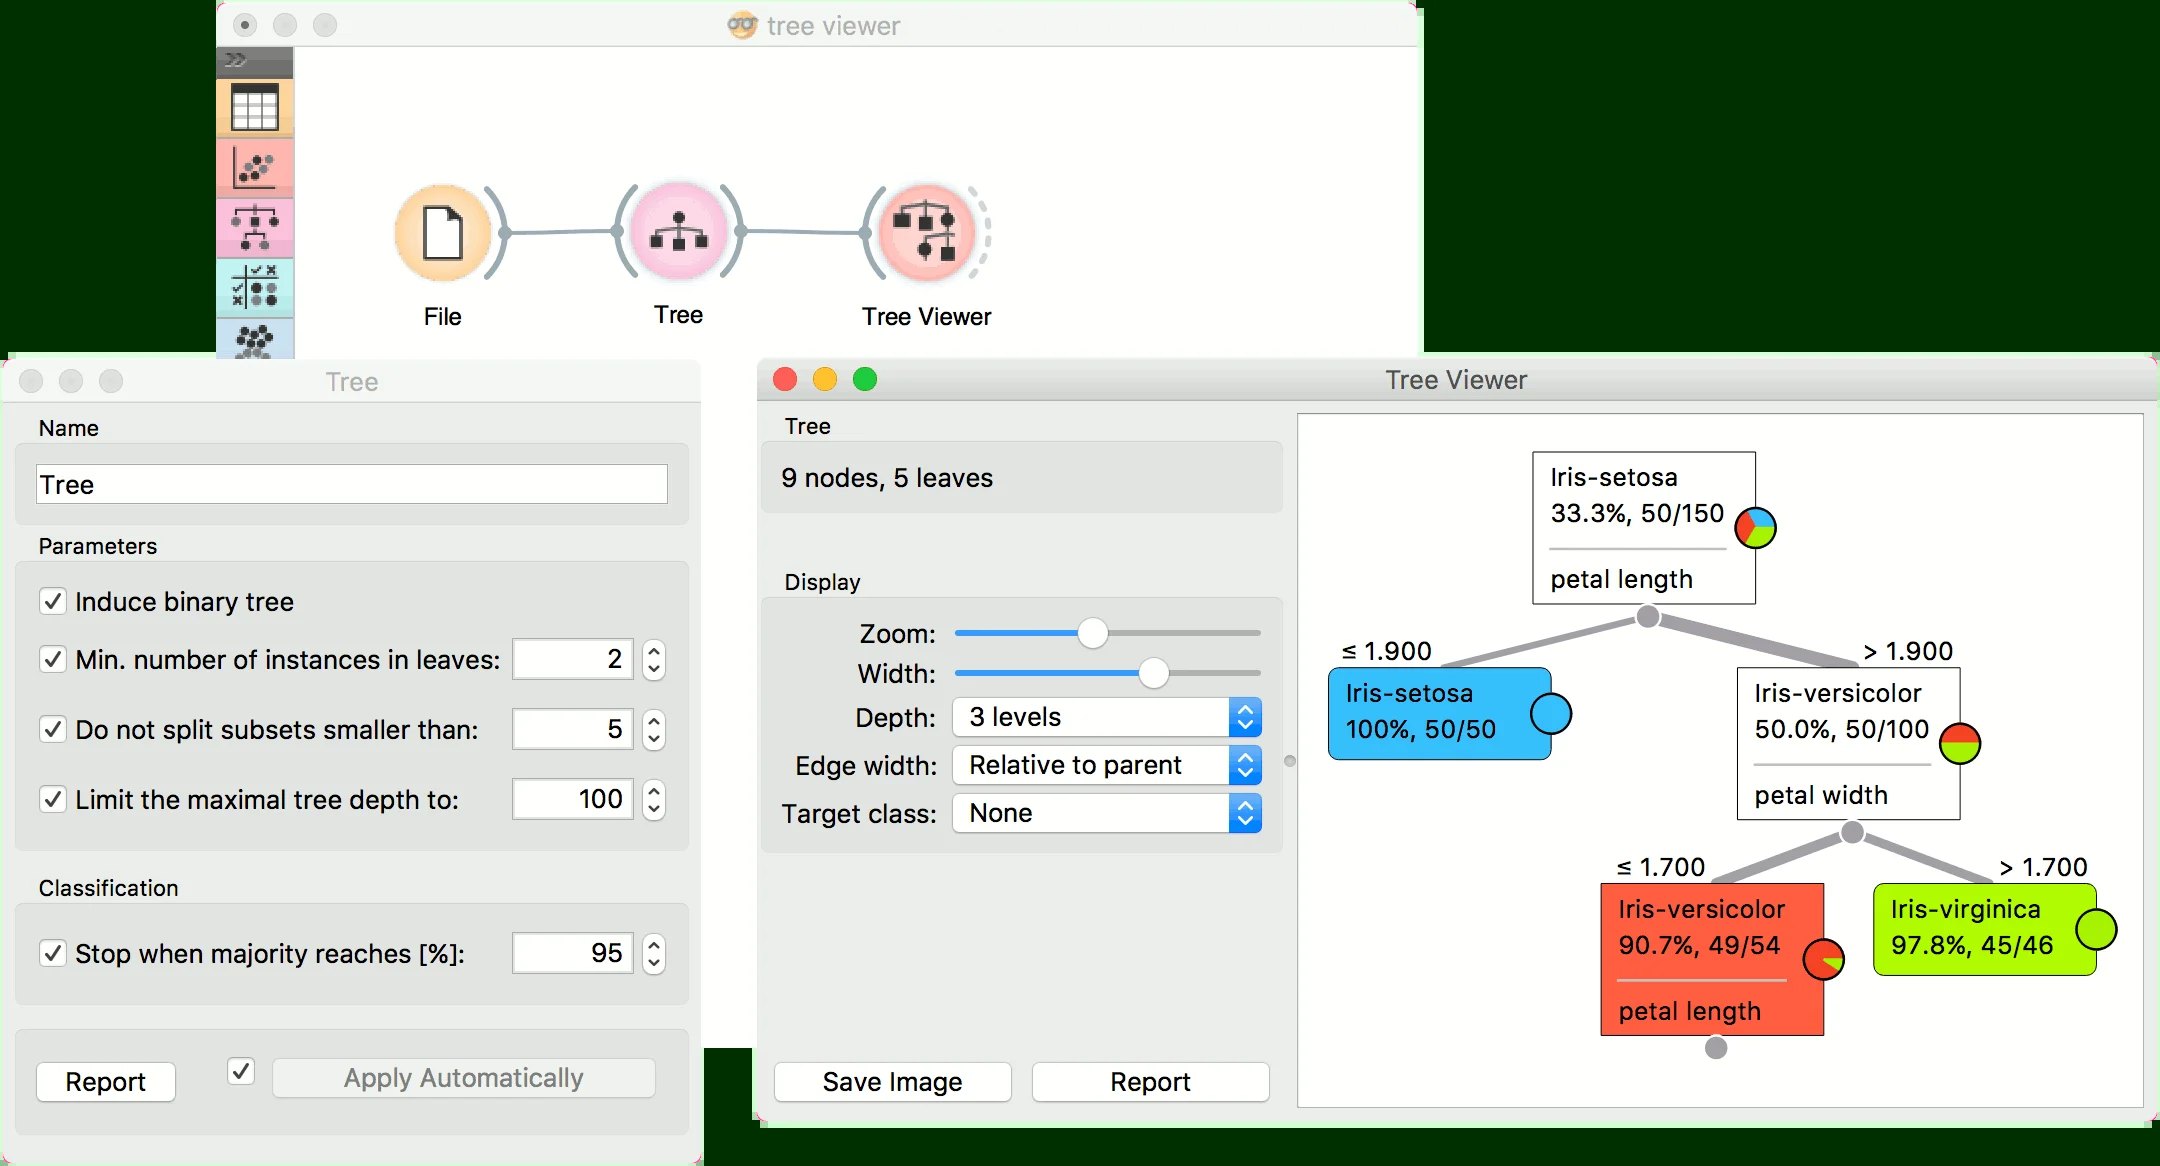 tree viewer
File
Tree
Tree Viewer
Tree
Name
Tree
Parameters
Induce binary tree
Min. number of instances in leaves: 2
Do not split subsets smaller than: 5
Limit the maximal tree depth to: 100
Classification
Stop when majority reaches [%]: 95
Report
Apply Automatically
Tree Viewer
Tree
9 nodes, 5 leaves
Display
Zoom:
Width:
Depth: 3 levels
Edge width: Relative to parent
Target class: None
Save Image
Report
Iris-setosa
33.3%, 50/150
petal length
≤ 1.900
> 1.900
Iris-setosa
100%, 50/50
Iris-versicolor
50.0%, 50/100
petal width
≤ 1.700
> 1.700
Iris-versicolor
90.7%, 49/54
petal length
Iris-virginica
97.8%, 45/46